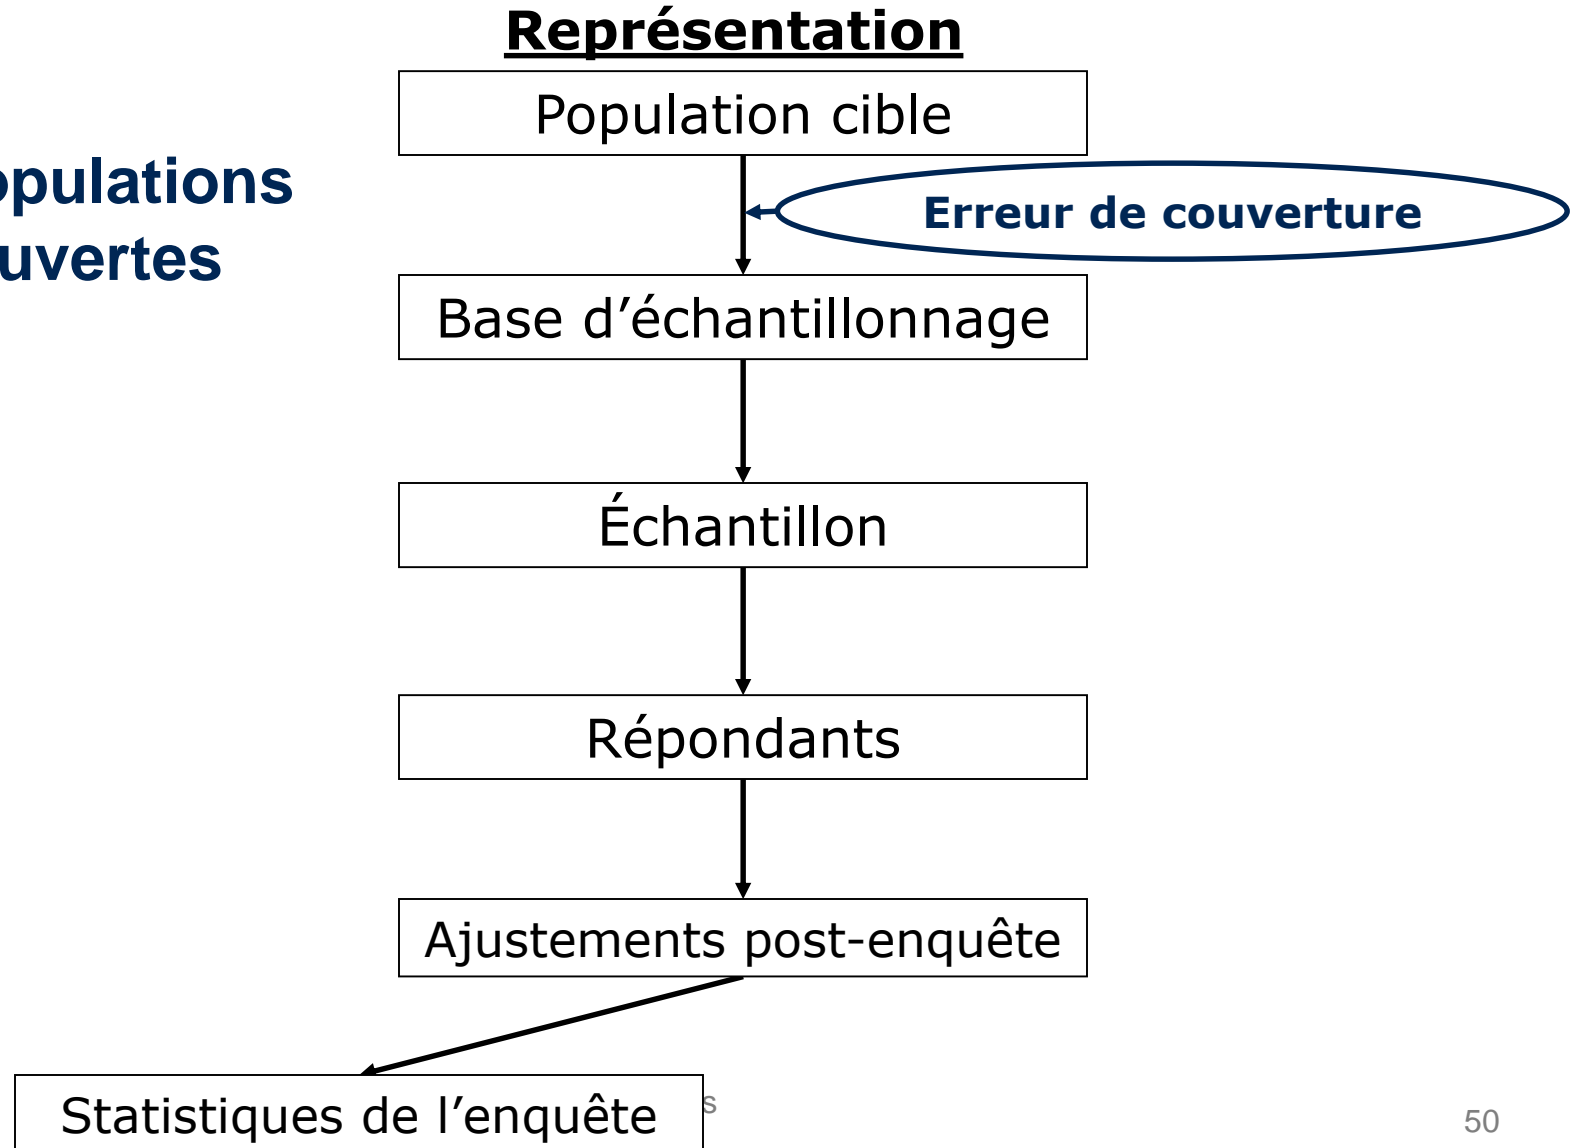 Représentation
Population cible
opulations
uvertes
Erreur de couverture
Base d’échantillonnage
Échantillon
Répondants
Ajustements post-enquête
Statistiques de l’enquête
s
50